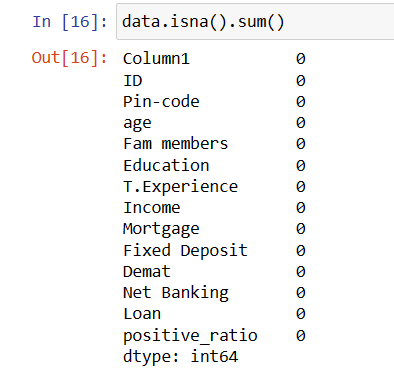 In [16]: data.isna().sum()
Out[16]: Column1 0
ID 0
Pin-code 0
age 0
Fam members 0
Education 0
T.Experience 0
Income 0
Mortgage 0
Fixed Deposit 0
Demat 0
Net Banking 0
Loan 0
positive_ratio 0
dtype: int64